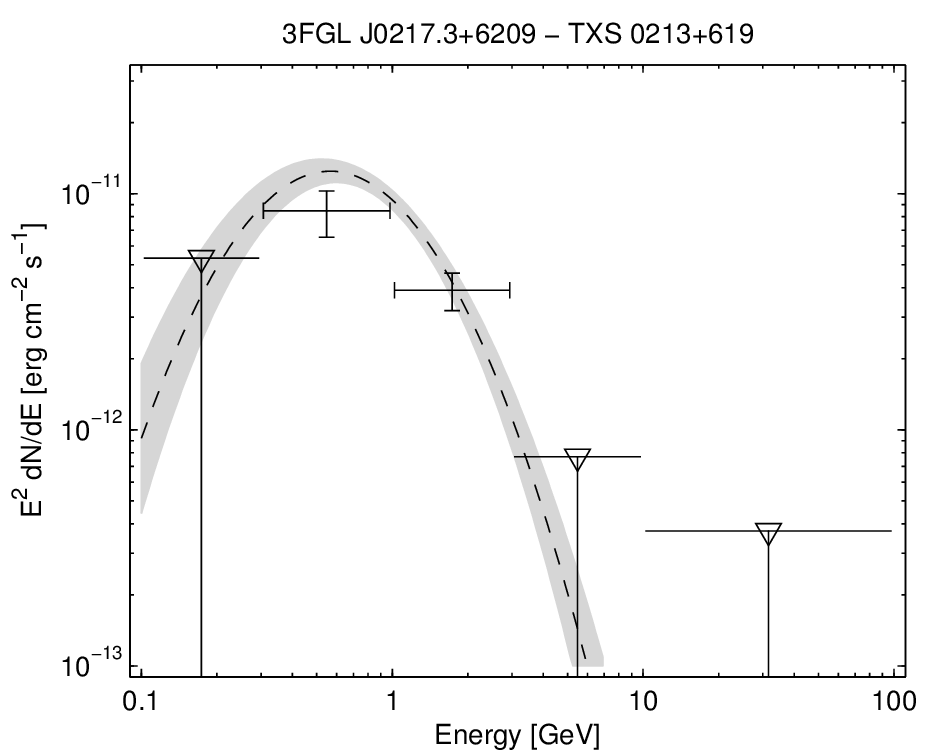 3FGL J0217.3+6209 − TXS 0213+619
E² dN/dE [erg cm⁻² s⁻¹]
10⁻¹¹
10⁻¹²
10⁻¹³
0.1 1 10 100
Energy [GeV]